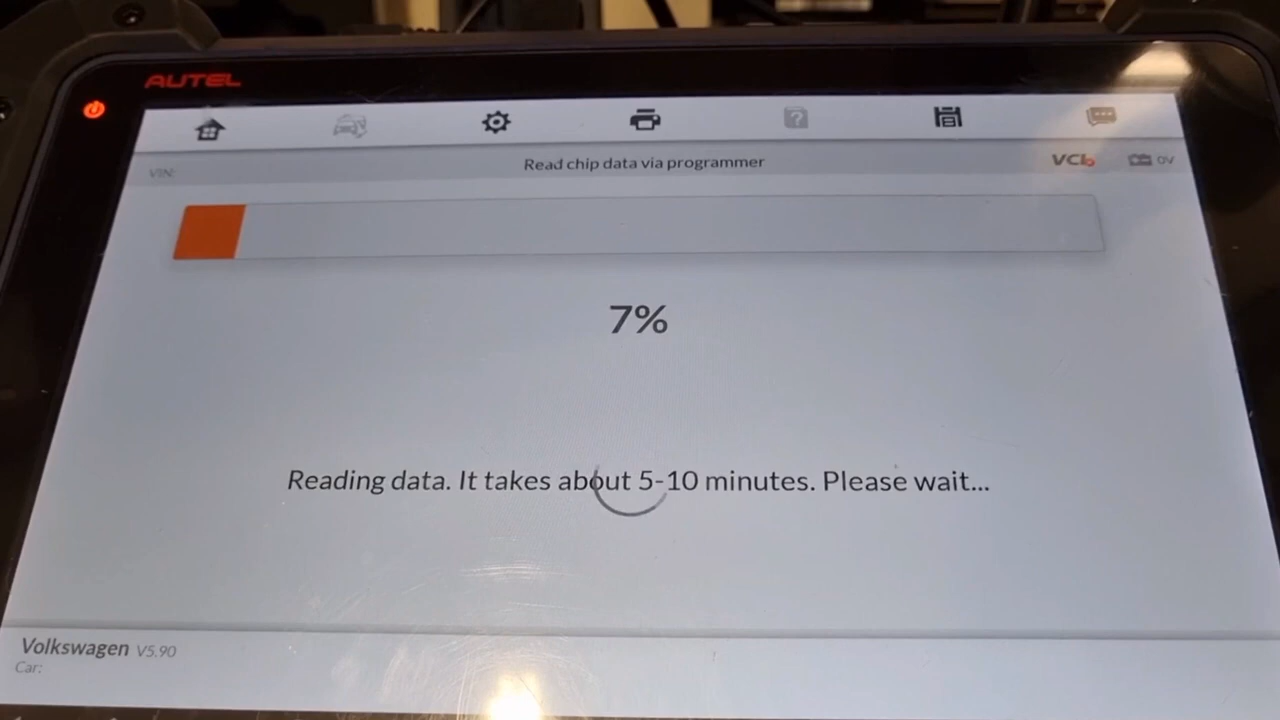 AUTEL
VIN:
Read chip data via programmer
VCI
0V
7%
Reading data. It takes about 5-10 minutes. Please wait...
Volkswagen V5.90
Car: